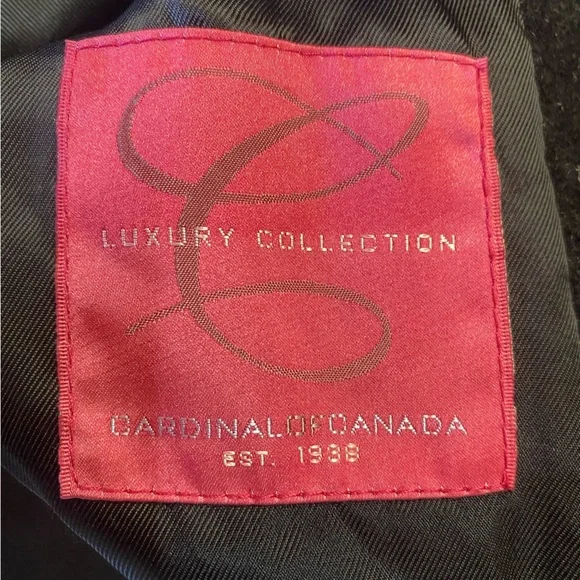 C
LUXURY COLLECTION
CARDINALOFCANADA
EST. 1938